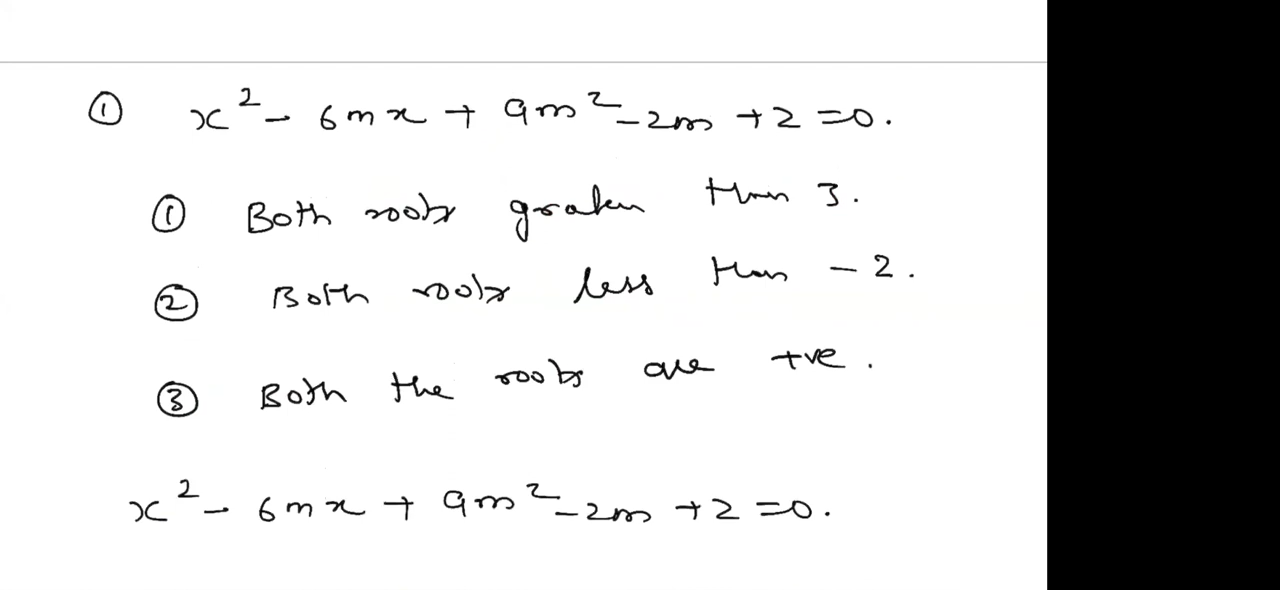 ① x² - 6mx + 9m² - 2m + 2 = 0.
① Both roots greater than 3.
② Both roots less than - 2.
③ Both the roots are +ve.
x² - 6mx + 9m² - 2m + 2 = 0.